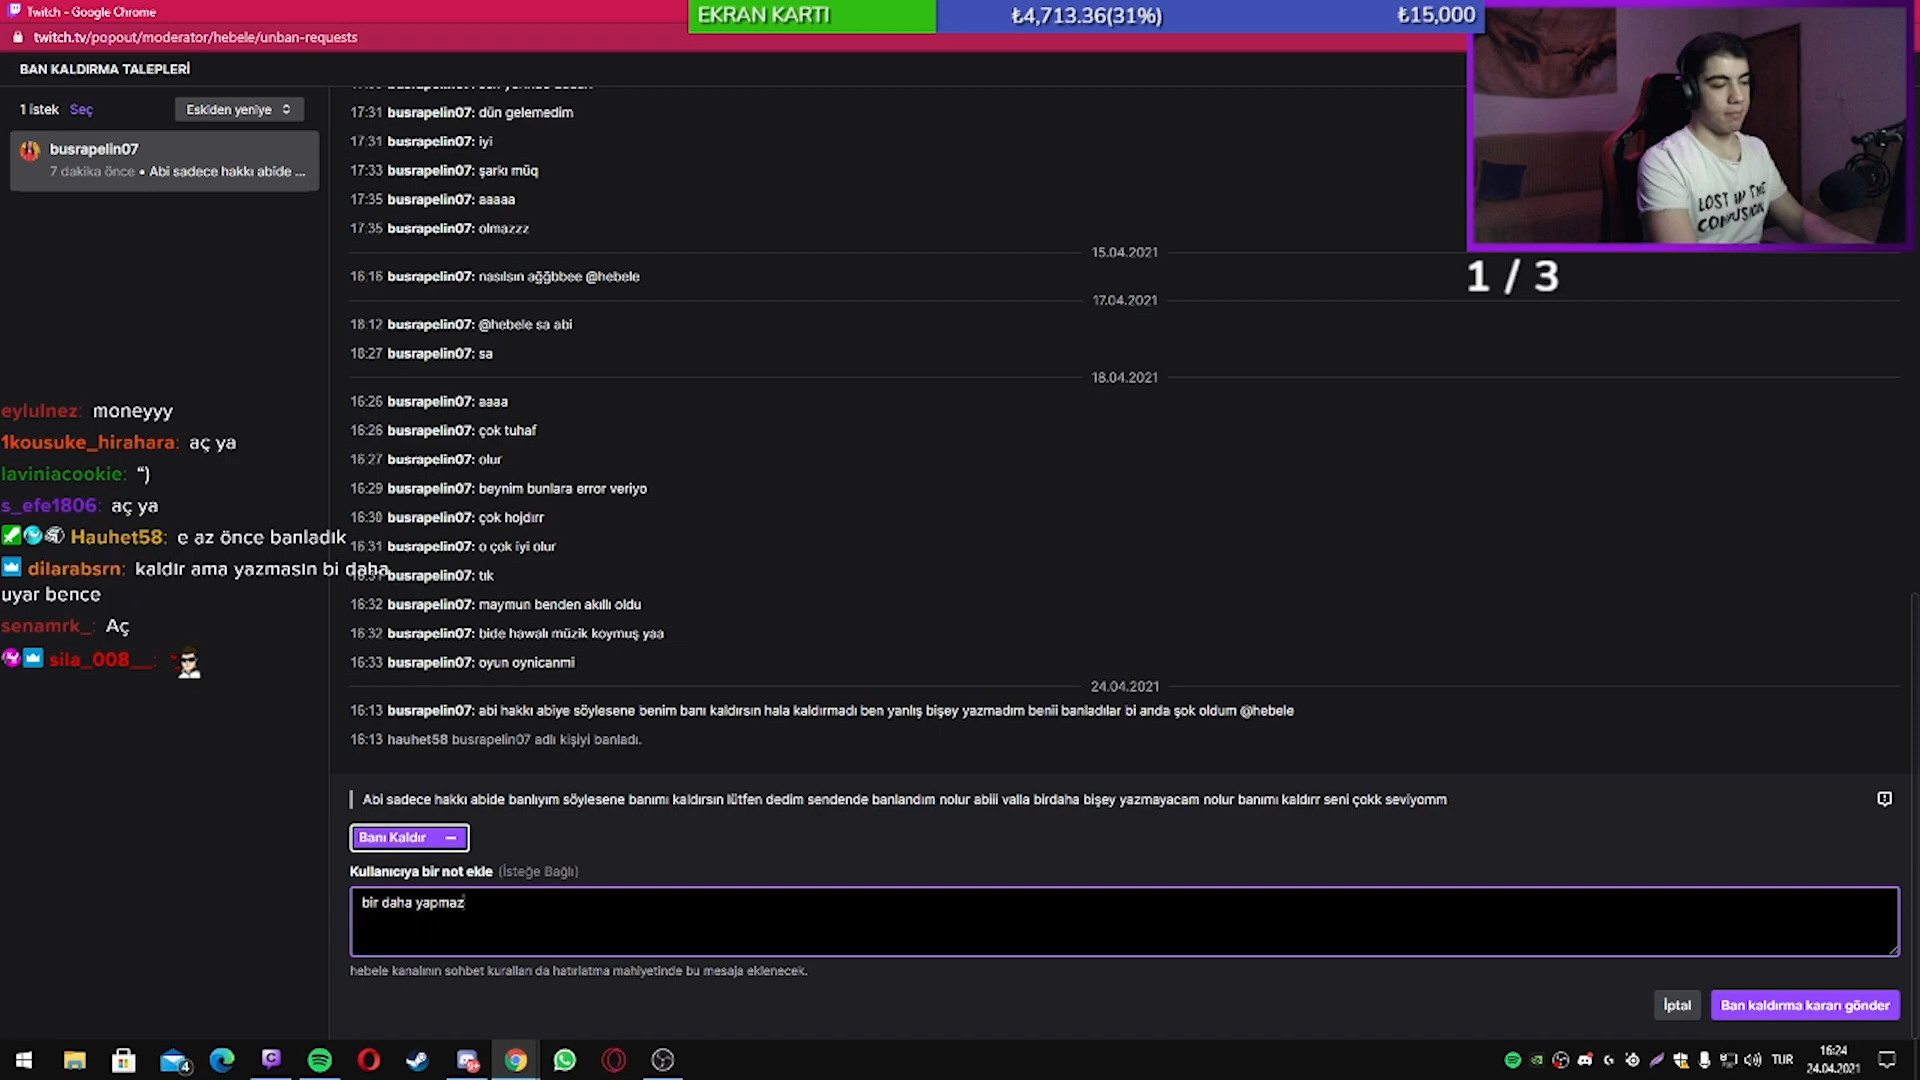 Twitch - Google Chrome
twitch.tv/popout/moderator/hebele/unban-requests
EKRAN KARTI ₺4,713.36(31%) ₺15,000
BAN KALDIRMA TALEPLERİ
1 istek Seç Eskiden yeniye
busrapelin07
7 dakika önce • Abi sadece hakkı abide ...
17:31 busrapelin07: dün gelemedim
17:31 busrapelin07: iyi
17:33 busrapelin07: şarkı müq
17:35 busrapelin07: aaaaa
17:35 busrapelin07: olmazzz
15.04.2021
16:16 busrapelin07: nasılsın ağğbbee @hebele
17.04.2021
18:12 busrapelin07: @hebele sa abi
18:27 busrapelin07: sa
18.04.2021
16:26 busrapelin07: aaaa
16:26 busrapelin07: çok tuhaf
16:27 busrapelin07: olur
16:29 busrapelin07: beynim bunlara error veriyo
16:30 busrapelin07: çok hojdırr
16:31 busrapelin07: o çok iyi olur
16:31 busrapelin07: tık
16:32 busrapelin07: maymun benden akıllı oldu
16:32 busrapelin07: bide hawalı müzik koymuş yaa
16:33 busrapelin07: oyun oynicanmi
24.04.2021
16:13 busrapelin07: abi hakkı abiye söylesene benim banı kaldırsın hala kaldırmadı ben yanlış bişey yazmadım benii banladılar bi anda şok oldum @hebele
16:13 hauhet58 busrapelin07 adlı kişiyi banladı.
Abi sadece hakkı abide banlıyım söylesene banımı kaldırsın lütfen dedim sendende banlandım nolur abiii valla birdaha bişey yazmayacam nolur banımı kaldırr seni çokk seviyomm
Banı Kaldır
Kullanıcıya bir not ekle (İsteğe Bağlı)
bir daha yapmaz
hebele kanalının sohbet kuralları da hatırlatma mahiyetinde bu mesaja eklenecek.
İptal Ban kaldırma kararı gönder
eylulnez: moneyyy
1kousuke_hirahara: aç ya
laviniacookie: “)
s_efe1806: aç ya
Hauhet58: e az önce banladık
dilarabsrn: kaldır ama yazmasın bi daha
uyar bence
senamrk_: Aç
sila_008__:
LOST IN THE
CONFUSION
1 / 3
4
TUR
16:24
24.04.2021